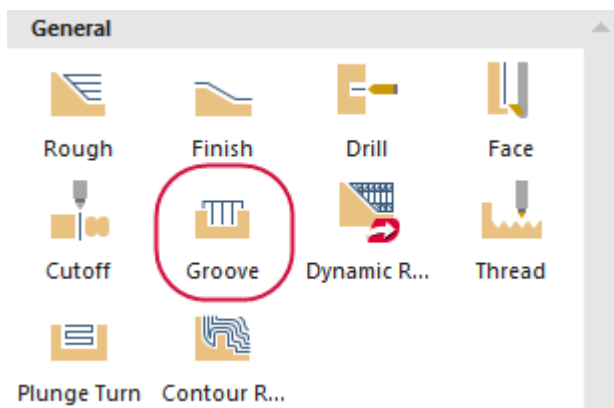 General
Rough Finish Drill Face
Cutoff Groove Dynamic R... Thread
Plunge Turn Contour R...